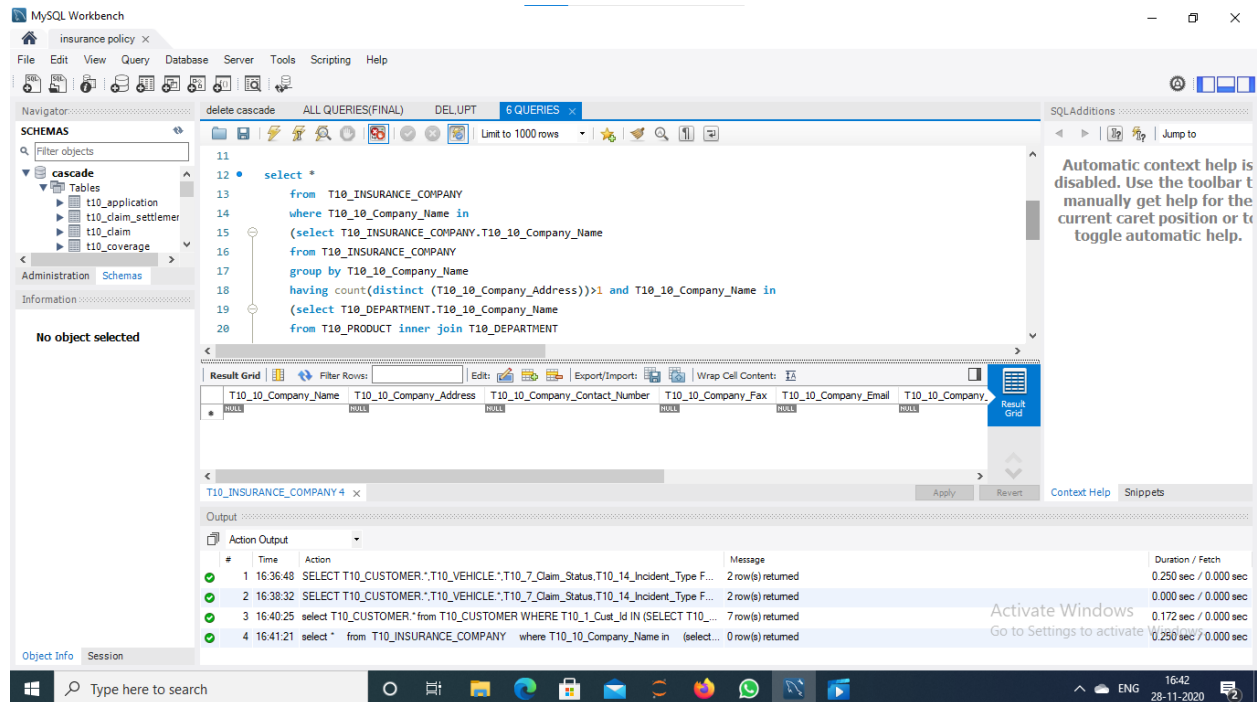 MySQL Workbench
insurance policy ×
File Edit View Query Database Server Tools Scripting Help
Navigator
delete cascade ALL QUERIES(FINAL) DEL,UPT 6 QUERIES ×
SQLAdditions
SCHEMAS
Limit to 1000 rows
Jump to
Filter objects
cascade
Tables
t10_application
t10_claim_settlemer
t10_claim
t10_coverage
Administration Schemas
Information
No object selected
11
12 select *
13 from T10_INSURANCE_COMPANY
14 where T10_10_Company_Name in
15 (select T10_INSURANCE_COMPANY.T10_10_Company_Name
16 from T10_INSURANCE_COMPANY
17 group by T10_10_Company_Name
18 having count(distinct (T10_10_Company_Address))>1 and T10_10_Company_Name in
19 (select T10_DEPARTMENT.T10_10_Company_Name
20 from T10_PRODUCT inner join T10_DEPARTMENT
Automatic context help is
disabled. Use the toolbar t
manually get help for the
current caret position or to
toggle automatic help.
Result Grid Filter Rows: Edit: Export/Import: Wrap Cell Content:
T10_10_Company_Name T10_10_Company_Address T10_10_Company_Contact_Number T10_10_Company_Fax T10_10_Company_Email T10_10_Company_
NULL NULL NULL NULL NULL NULL
Result
Grid
T10_INSURANCE_COMPANY 4 ×
Apply Revert
Context Help Snippets
Output
Action Output
# Time Action Message Duration / Fetch
1 16:36:48 SELECT T10_CUSTOMER.*,T10_VEHICLE.*,T10_7_Claim_Status,T10_14_Incident_Type F... 2 row(s) returned 0.250 sec / 0.000 sec
2 16:38:32 SELECT T10_CUSTOMER.*,T10_VEHICLE.*,T10_7_Claim_Status,T10_14_Incident_Type F... 2 row(s) returned 0.000 sec / 0.000 sec
3 16:40:25 select T10_CUSTOMER.* from T10_CUSTOMER WHERE T10_1_Cust_Id IN (SELECT T10_... 7 row(s) returned 0.172 sec / 0.000 sec
4 16:41:21 select * from T10_INSURANCE_COMPANY where T10_10_Company_Name in (select... 0 row(s) returned 0.250 sec / 0.000 sec
Activate Windows
Go to Settings to activate Windows.
Object Info Session
Type here to search
ENG
16:42
28-11-2020
2